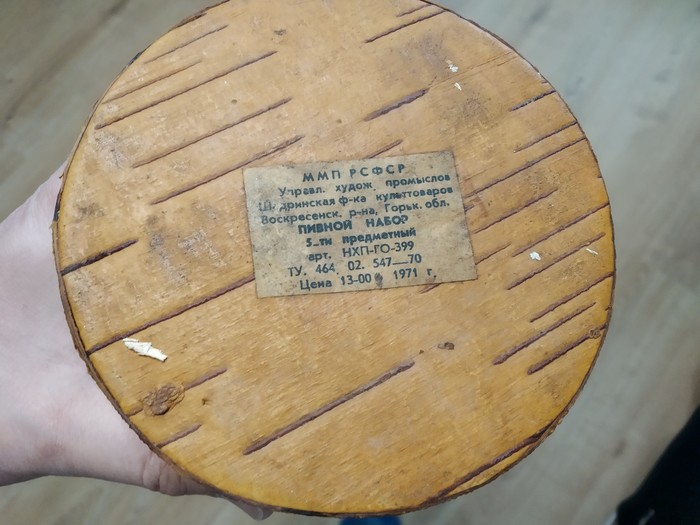 ММП РСФСР
Управл. худож. промыслов
дринская ф-ка культтоваров
Воскресенск. р-на, Горьк. обл.
ПИВНОЙ НАБОР
5-ти предметный
арт. НХП-ГО-399
ТУ. 464. 02. 547—70
Цена 13-00 1971 г.